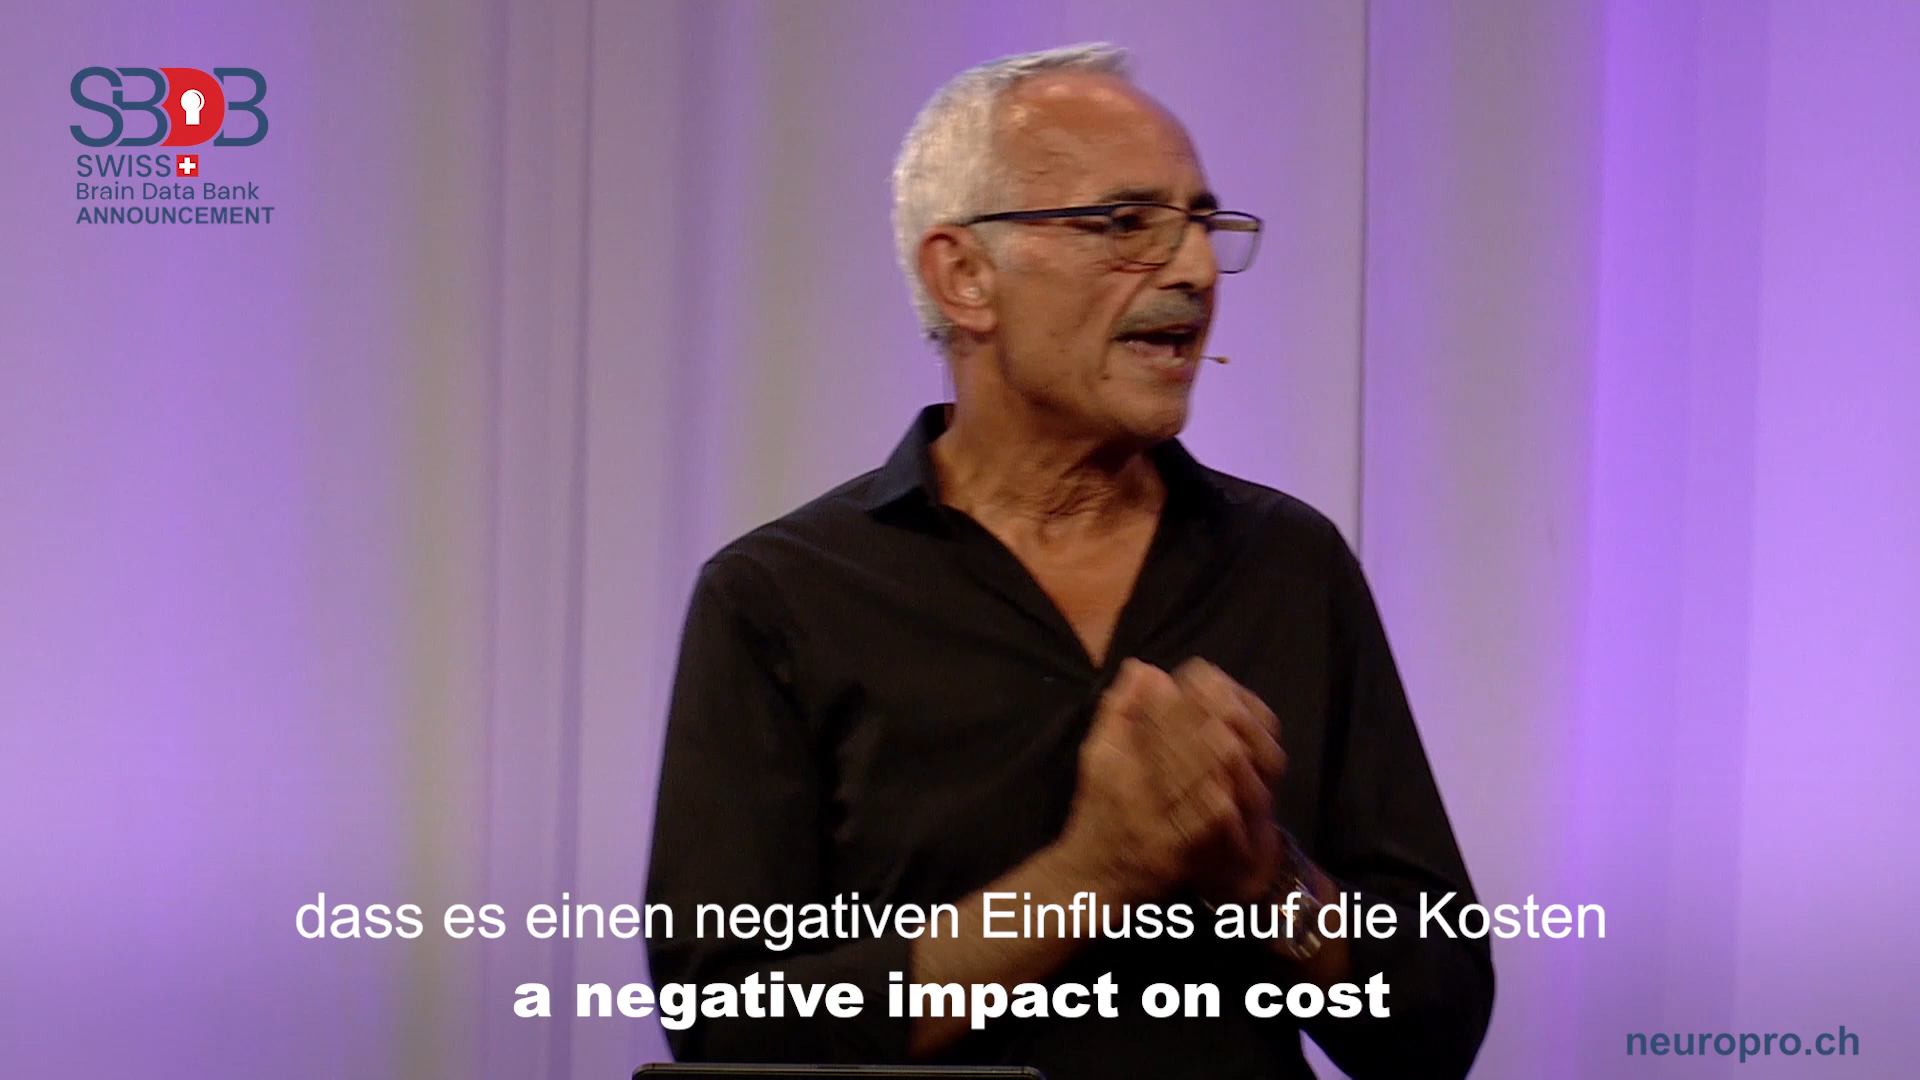 SBDB
SWISS
Brain Data Bank
ANNOUNCEMENT
dass es einen negativen Einfluss auf die Kosten
a negative impact on cost
neuropro.ch